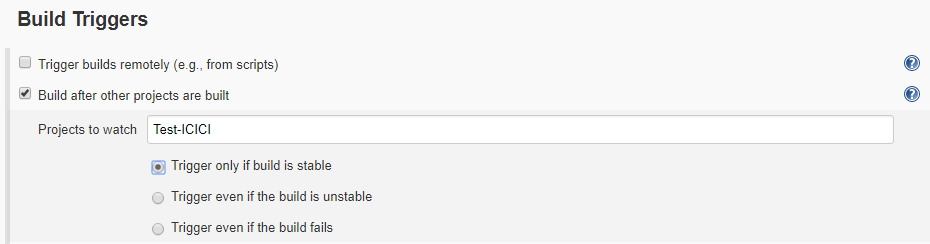 Build Triggers
Trigger builds remotely (e.g., from scripts)
?
Build after other projects are built
?
Projects to watch Test-ICICI
Trigger only if build is stable
Trigger even if the build is unstable
Trigger even if the build fails